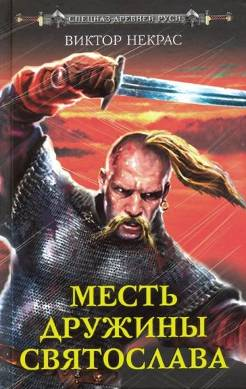 СПЕЦНАЗ ДРЕВНЕЙ РУСИ
ВИКТОР НЕКРАС
МЕСТЬ
ДРУЖИНЫ
СВЯТОСЛАВА